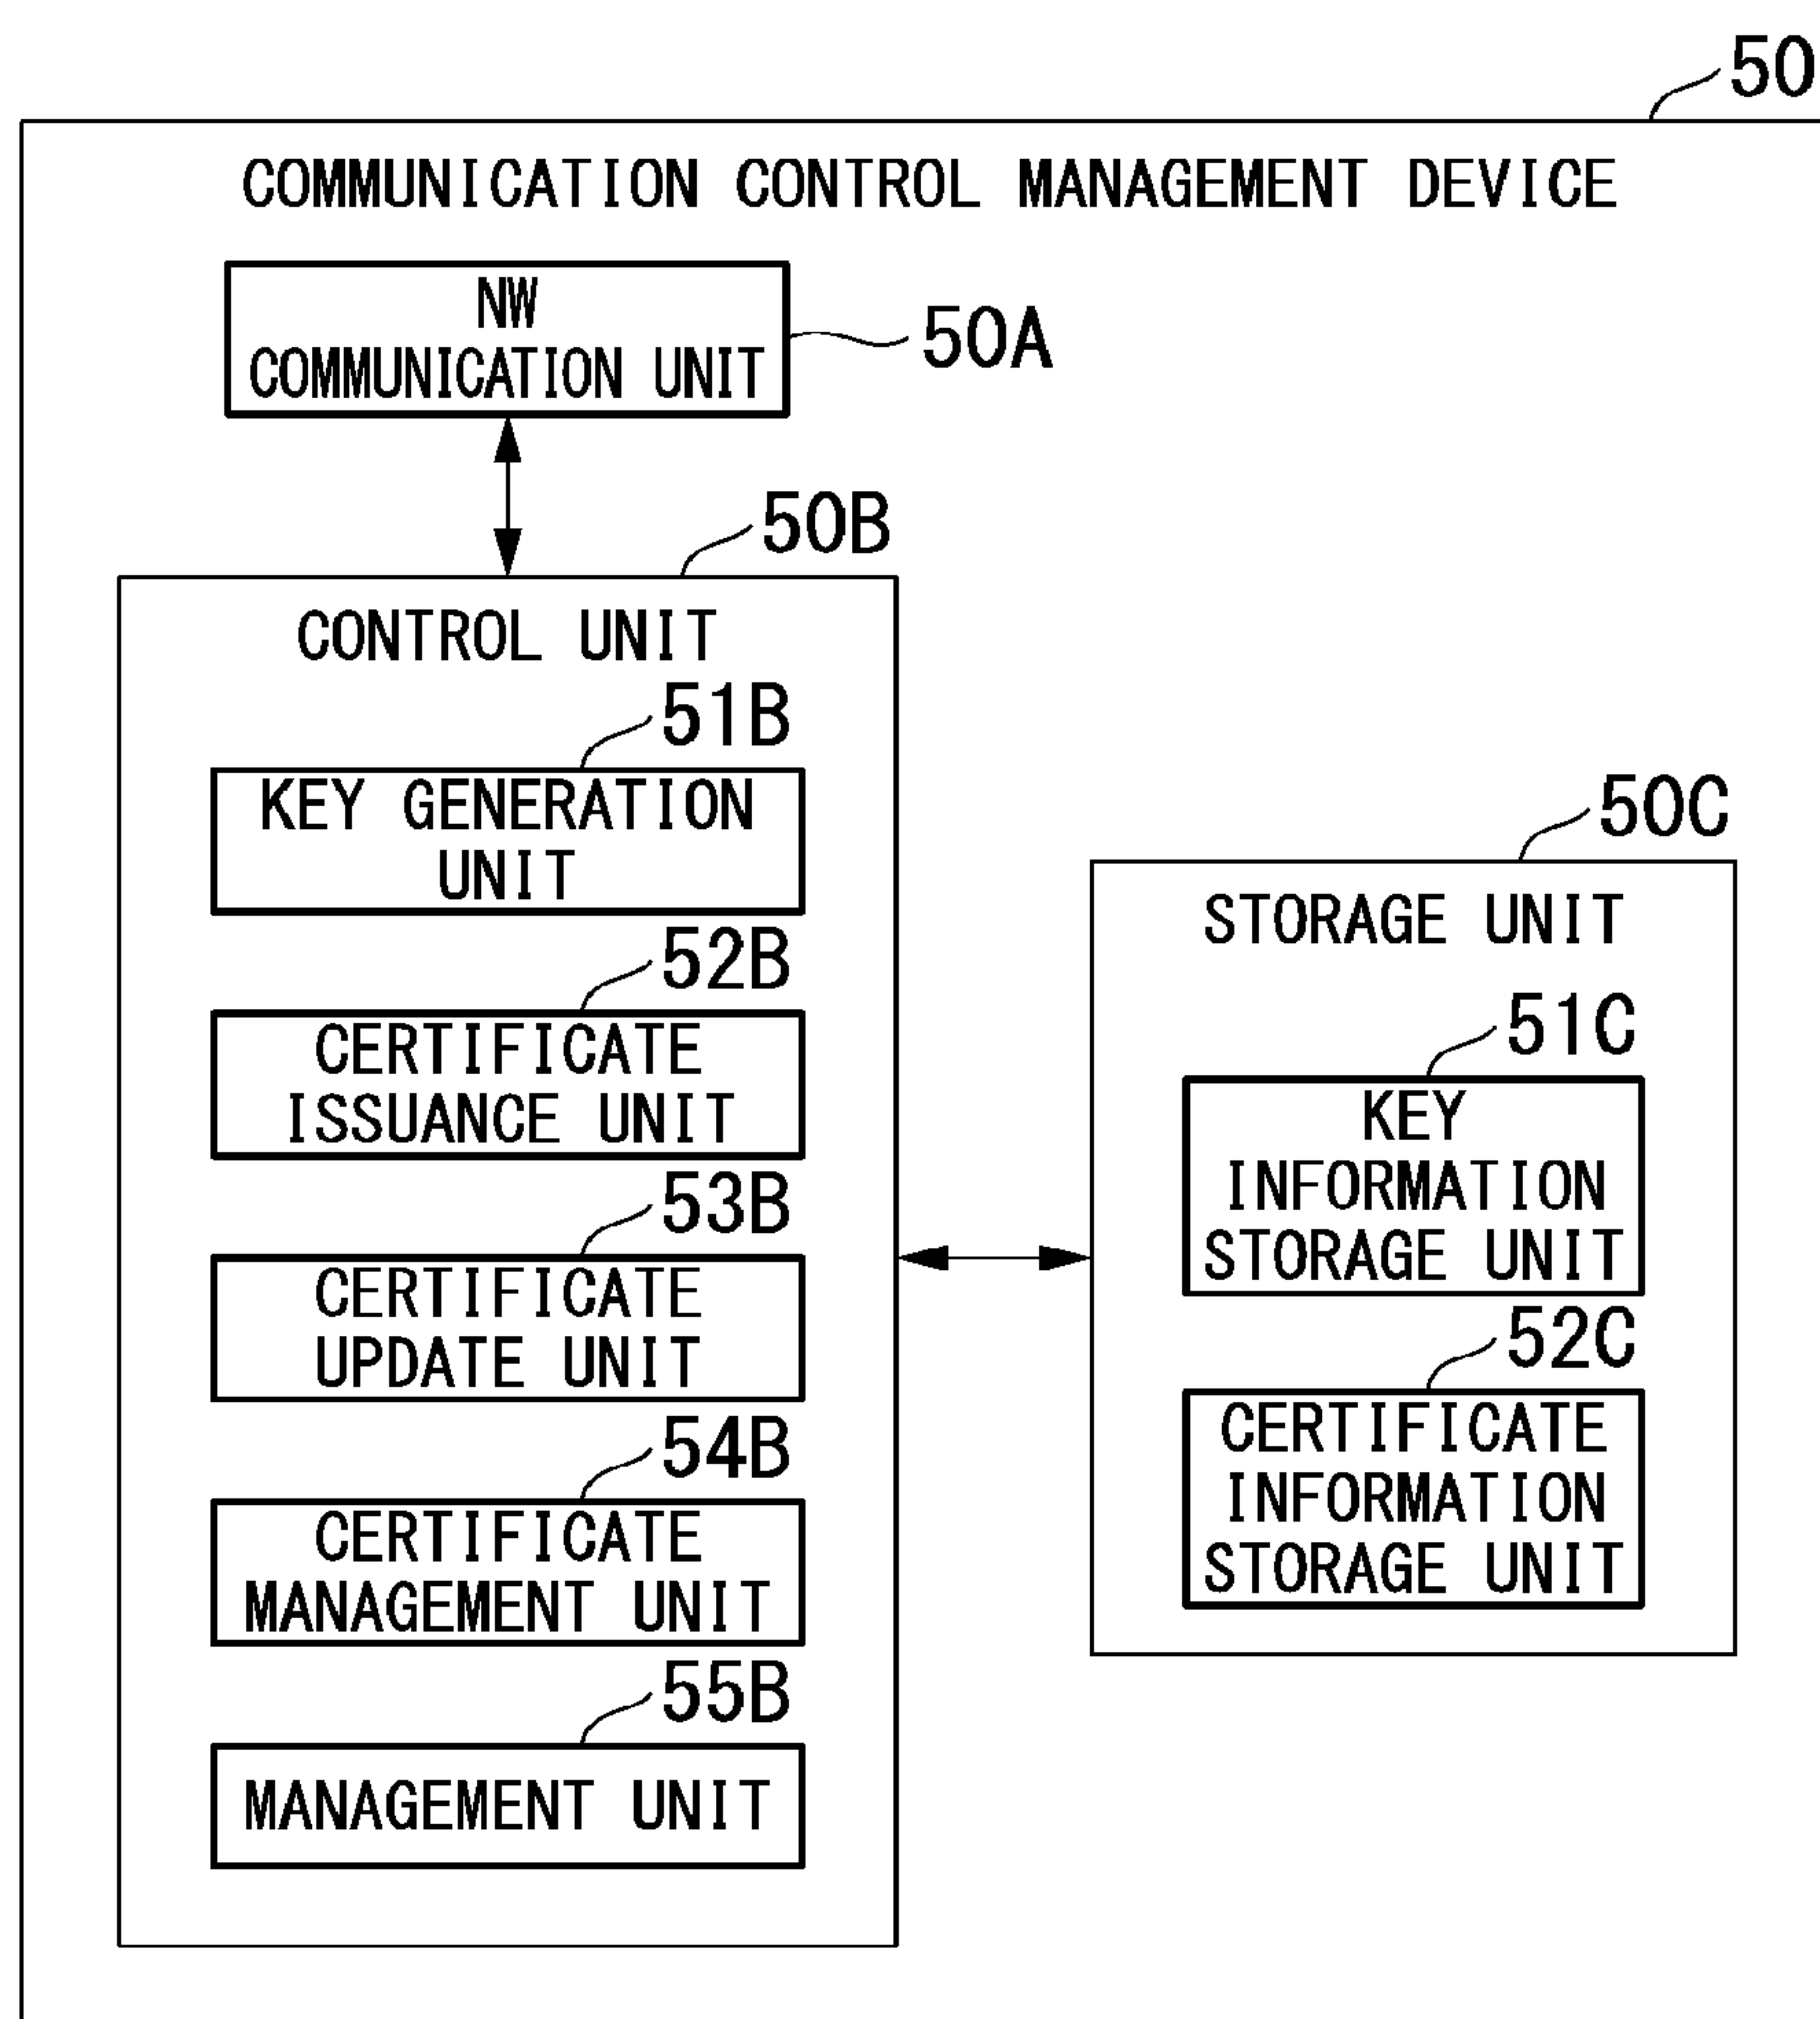 50
COMMUNICATION CONTROL MANAGEMENT DEVICE
NW
COMMUNICATION UNIT
50A
50B
CONTROL UNIT
51B
KEY GENERATION
UNIT
52B
CERTIFICATE
ISSUANCE UNIT
53B
CERTIFICATE
UPDATE UNIT
54B
CERTIFICATE
MANAGEMENT UNIT
55B
MANAGEMENT UNIT
50C
STORAGE UNIT
51C
KEY
INFORMATION
STORAGE UNIT
52C
CERTIFICATE
INFORMATION
STORAGE UNIT